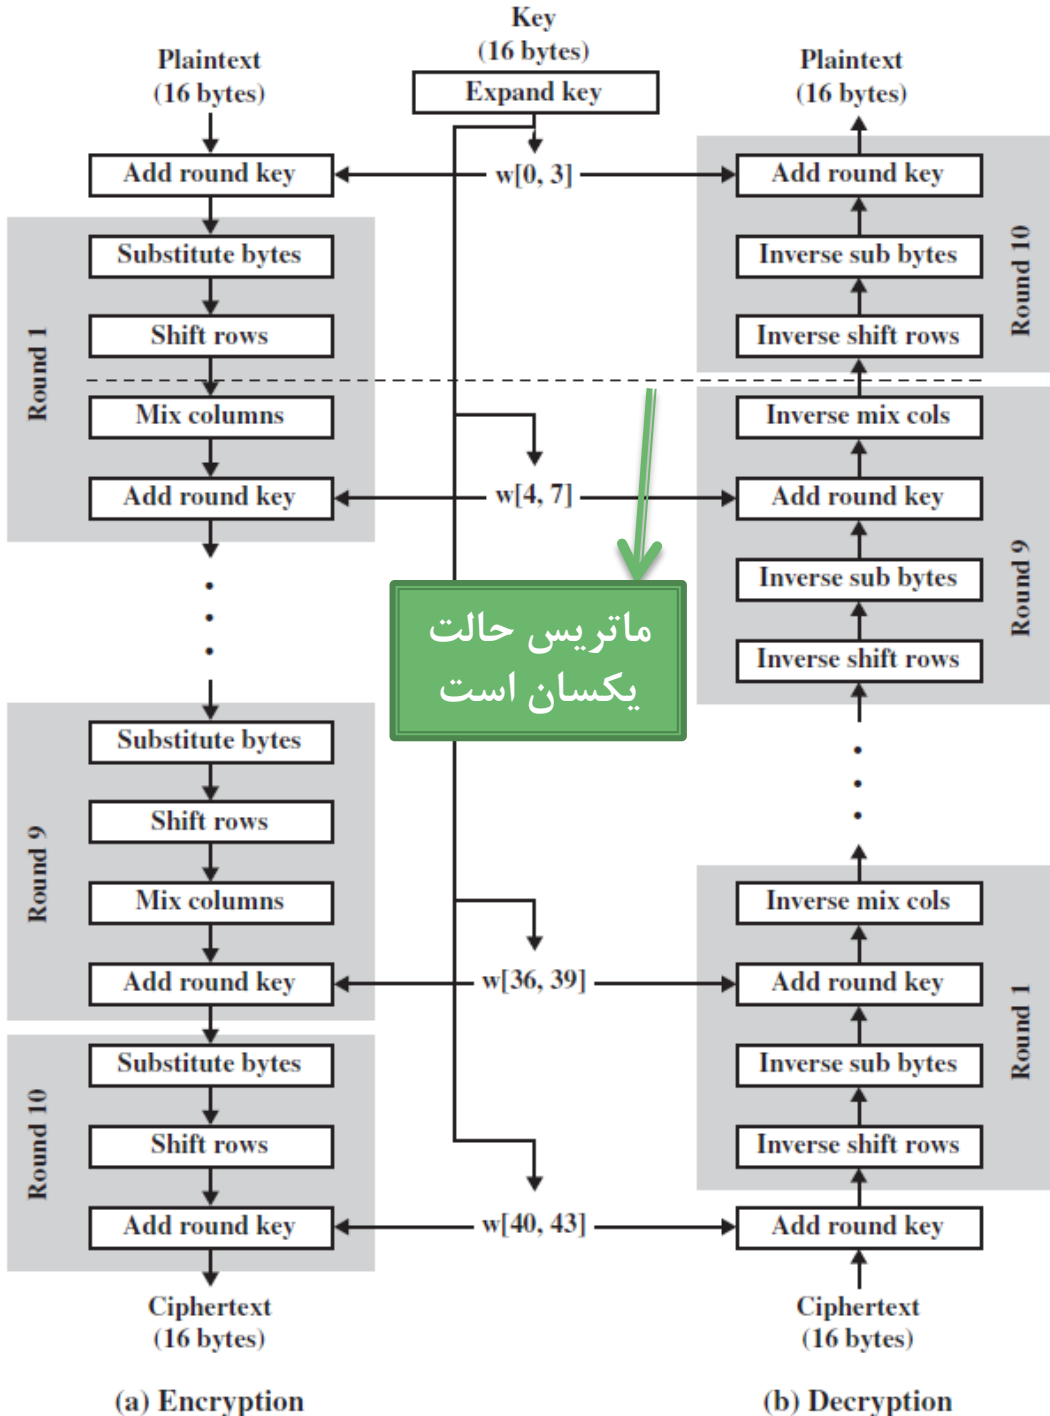 Key
(16 bytes)
Expand key
Plaintext
(16 bytes)
Add round key
Round 1
Substitute bytes
Shift rows
Mix columns
Add round key
Round 9
Substitute bytes
Shift rows
Mix columns
Add round key
Round 10
Substitute bytes
Shift rows
Add round key
Ciphertext
(16 bytes)
(a) Encryption
w[0, 3]
w[4, 7]
ماتریس حالت
یکسان است
w[36, 39]
w[40, 43]
Plaintext
(16 bytes)
Add round key
Inverse sub bytes
Inverse shift rows
Round 10
Inverse mix cols
Add round key
Inverse sub bytes
Inverse shift rows
Round 9
Inverse mix cols
Add round key
Inverse sub bytes
Inverse shift rows
Round 1
Add round key
Ciphertext
(16 bytes)
(b) Decryption